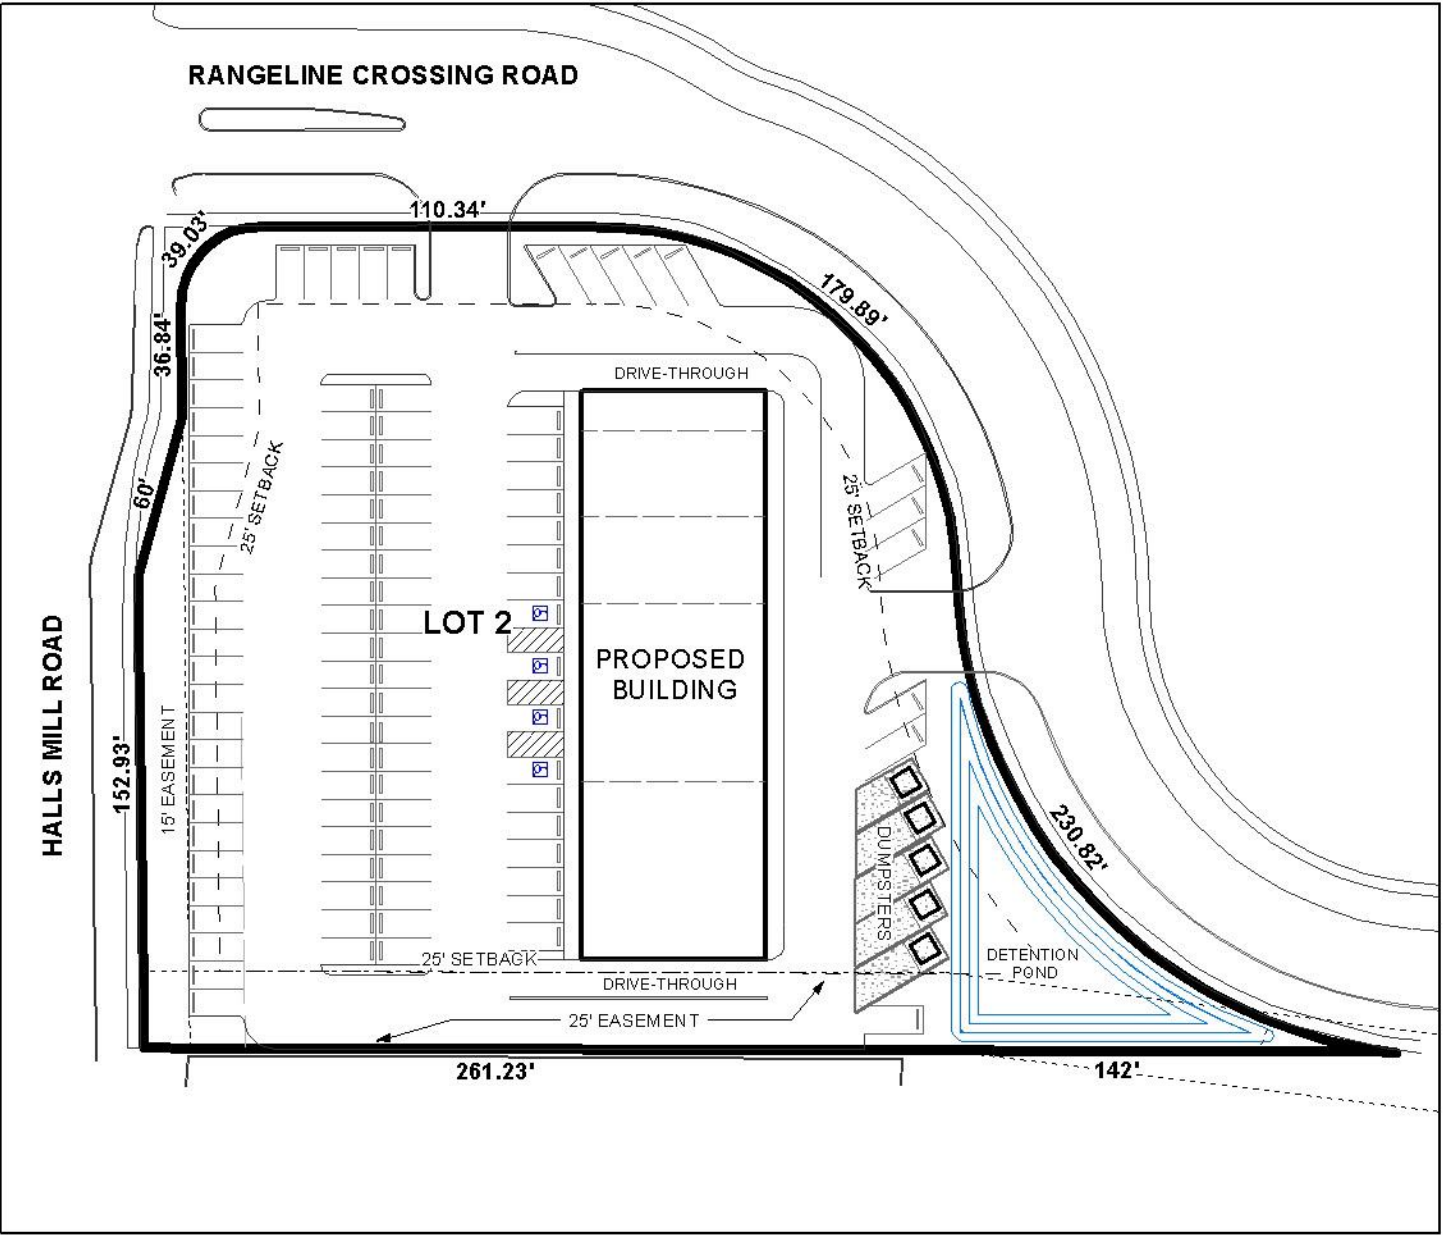 RANGELINE CROSSING ROAD
110.34'
39.03'
179.89'
36.84'
DRIVE-THROUGH
60'
25' SETBACK
25' SETBACK
LOT 2
PROPOSED
BUILDING
HALLS MILL ROAD
15' EASEMENT
152.93'
230.82'
DUMPSTERS
25' SETBACK
DETENTION
POND
DRIVE-THROUGH
25' EASEMENT
261.23'
142'